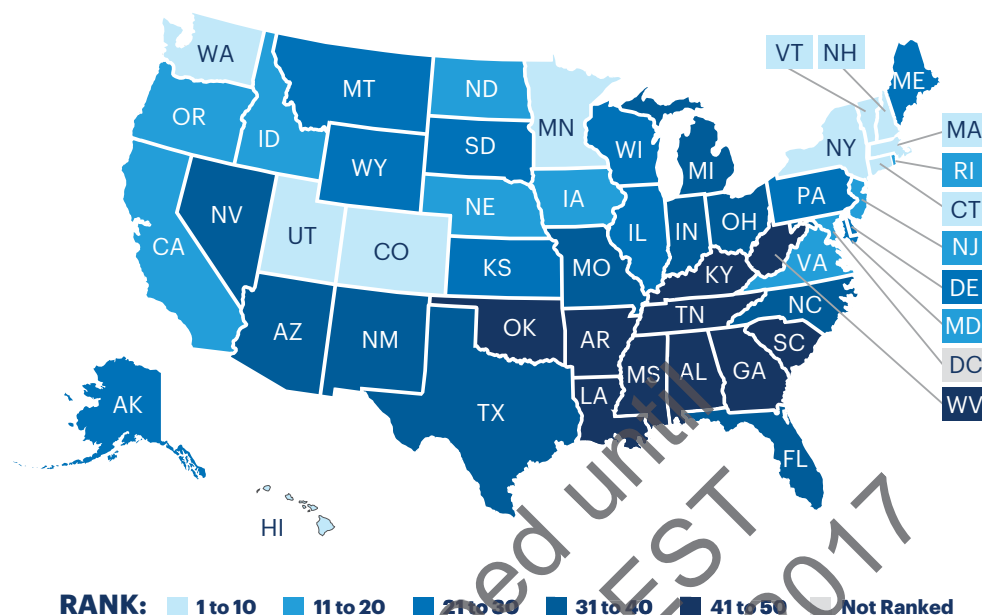 WA
VT NH
ME
MT
ND
MN
OR
ID
MA
WI
SD
NY
WY
MI
RI
PA
IA
NE
CT
NV
OH
UT
IL
IN
CA
NJ
CO
VA
KS
MO
KY
DE
NC
TN
MD
OK
AZ
AR
NM
SC
DC
GA
MS
AL
LA
AK
WV
TX
FL
until
HI
EST
2017
RANK: 1 to 10 11 to 20 21 to 30 31 to 40 41 to 50 Not Ranked